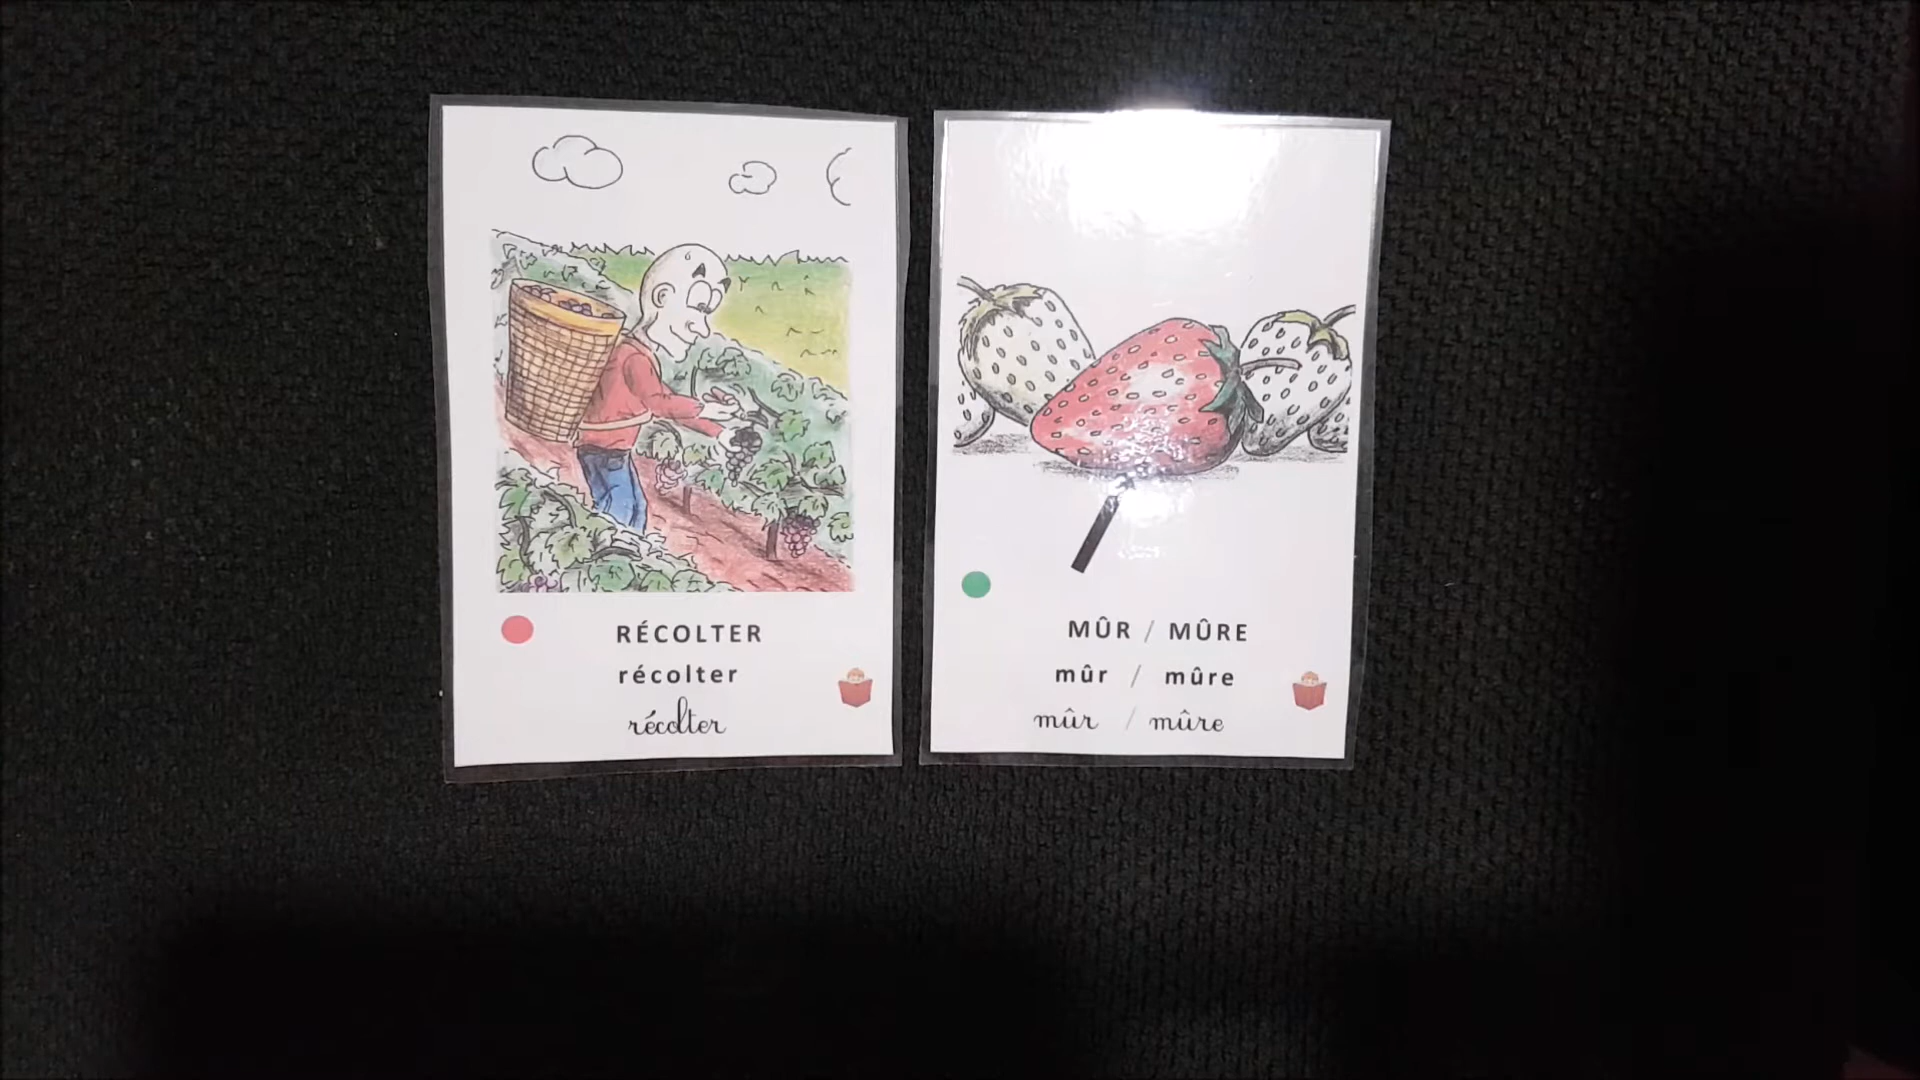 RÉCOLTER
récolter
récolter
MÛR / MÛRE
mûr / mûre
mûr / mûre